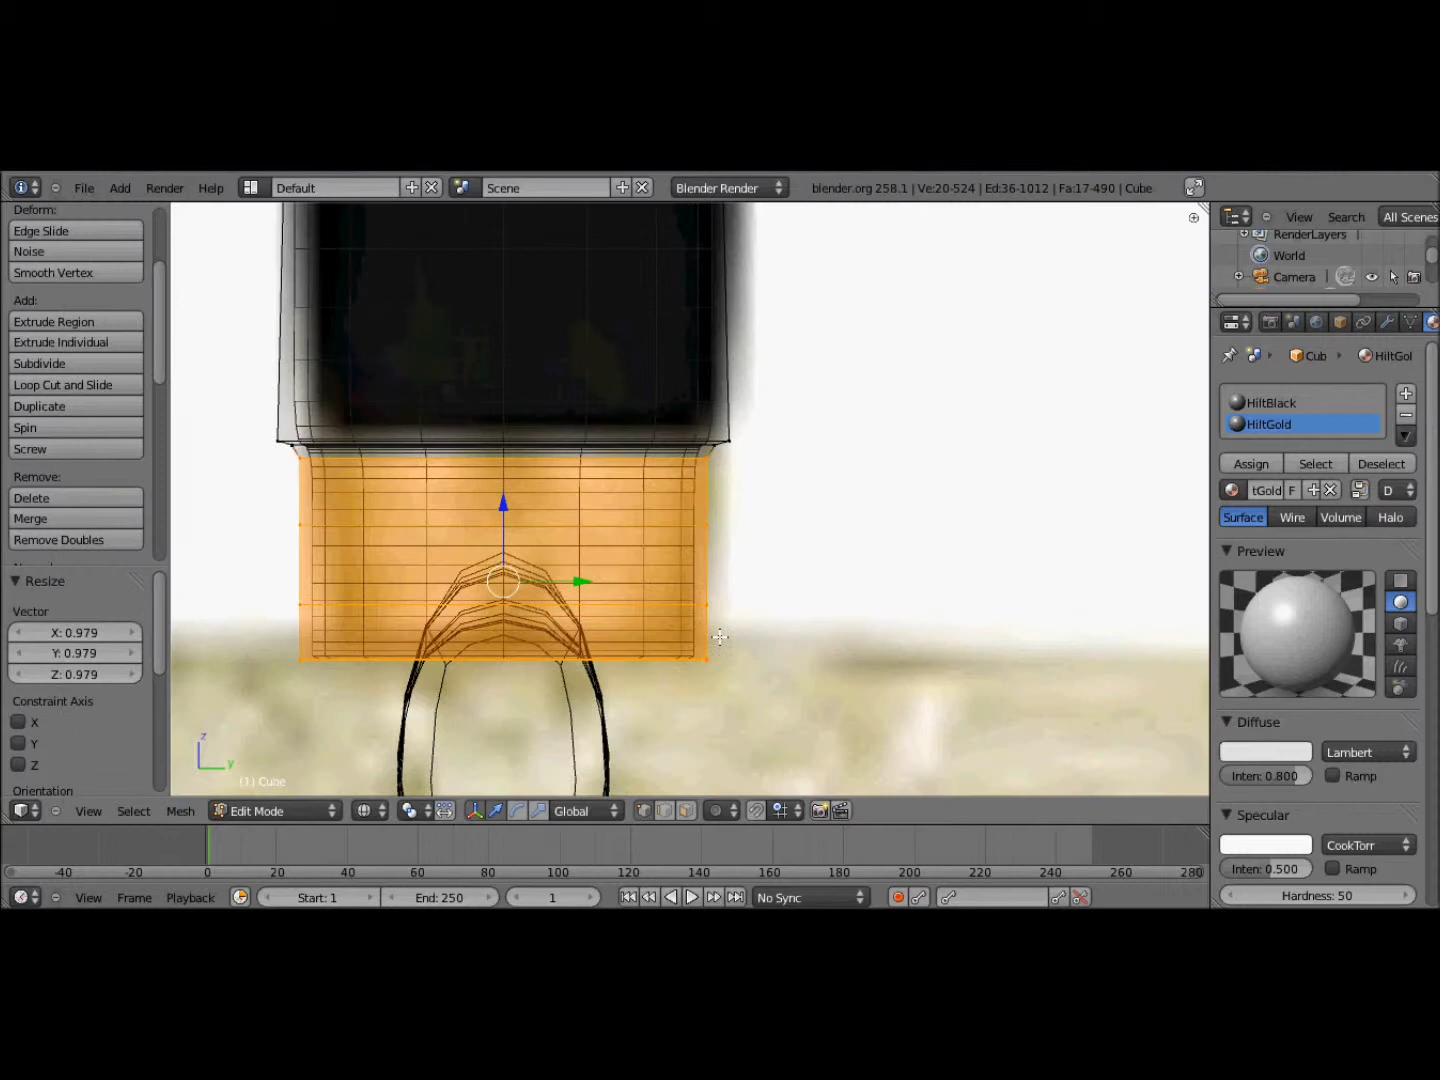 File Add Render Help Default Scene Blender Render blender.org 258.1 | Ve:20-524 | Ed:36-1012 | Fa:17-490 | Cube
Deform:
Edge Slide
Noise
Smooth Vertex
Add:
Extrude Region
Extrude Individual
Subdivide
Loop Cut and Slide
Duplicate
Spin
Screw
Remove:
Delete
Merge
Remove Doubles
Resize
Vector
X: 0.979
Y: 0.979
Z: 0.979
Constraint Axis
X
Y
Z
Orientation
z
y
(1) Cube
View Select Mesh Edit Mode Global
View Search All Scenes
RenderLayers
World
Camera
Cub HiltGol
HiltBlack
HiltGold
Assign Select Deselect
tGold F D
Surface Wire Volume Halo
Preview
Diffuse
Lambert
Inten: 0.800 Ramp
Specular
CookTorr
Inten: 0.500 Ramp
Hardness: 50
-40 -20 0 20 40 60 80 100 120 140 160 180 200 220 240 260 280
View Frame Playback Start: 1 End: 250 1 No Sync